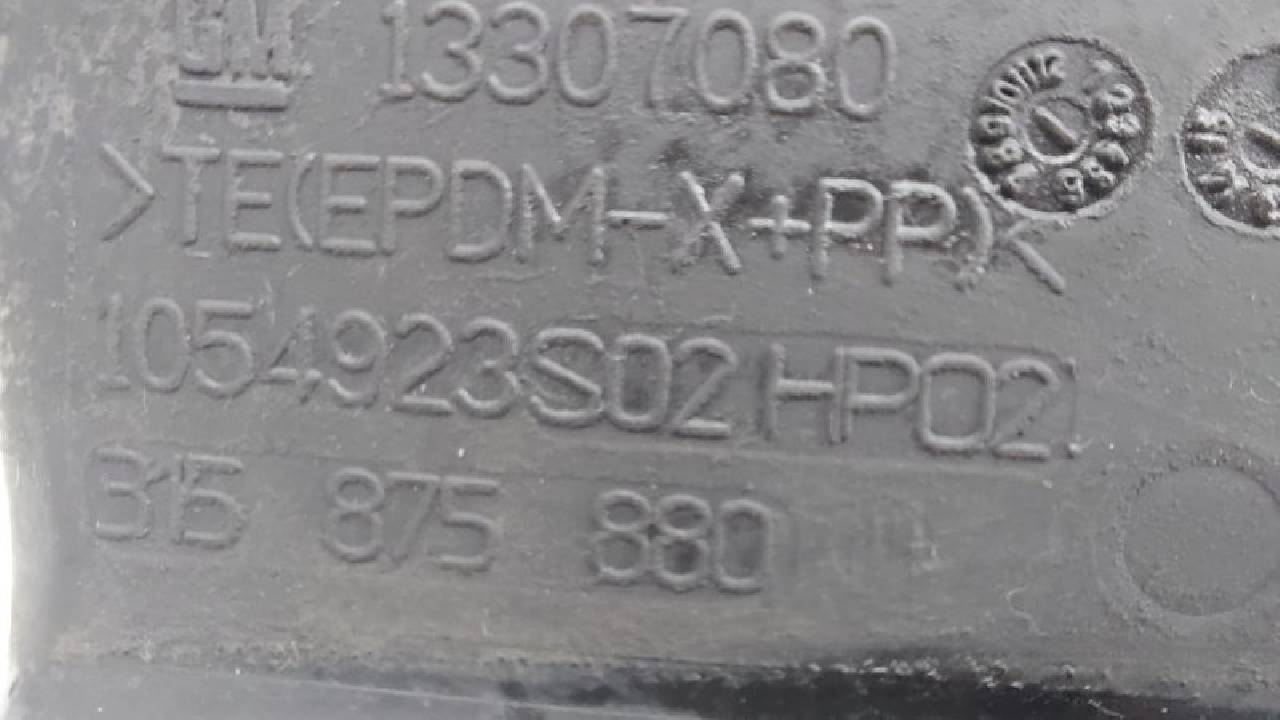 GM 13307080
>TE(EPDM-X+PP)<
1054923S02 HP02
315 875 880